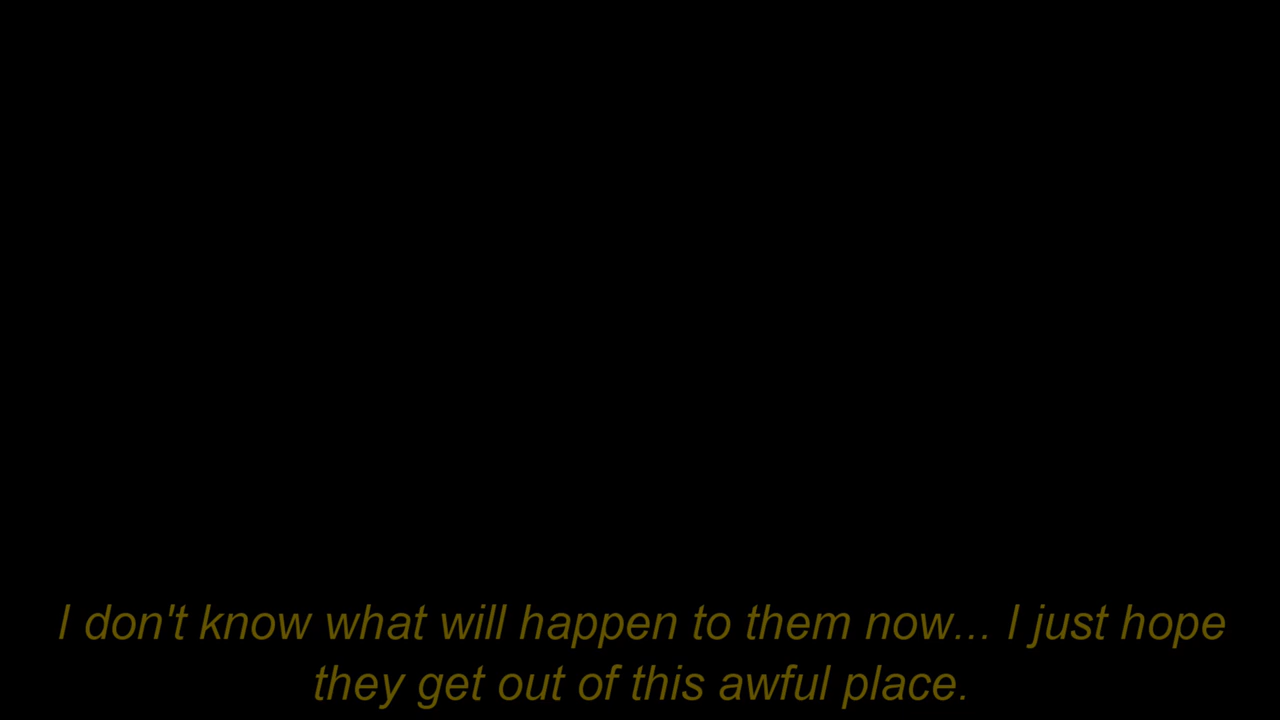 I don't know what will happen to them now... I just hope
they get out of this awful place.